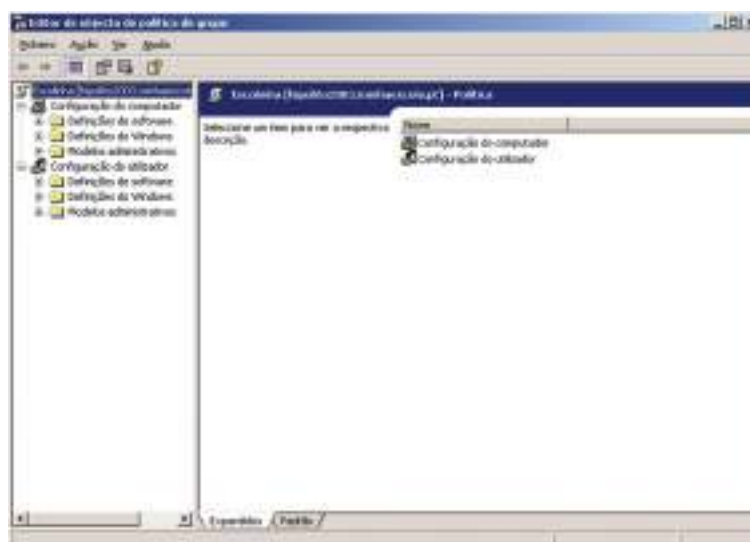 Editor de objecto de política de grupo
Ficheiro Acção Ver Ajuda
Configuração do computador
Definições de software
Definições do Windows
Modelos administrativos
Configuração do utilizador
Definições de software
Definições do Windows
Modelos administrativos
Política
Seleccione um item para ver a respectiva
descrição.
Nome
Configuração do computador
Configuração do utilizador
Expandido Padrão